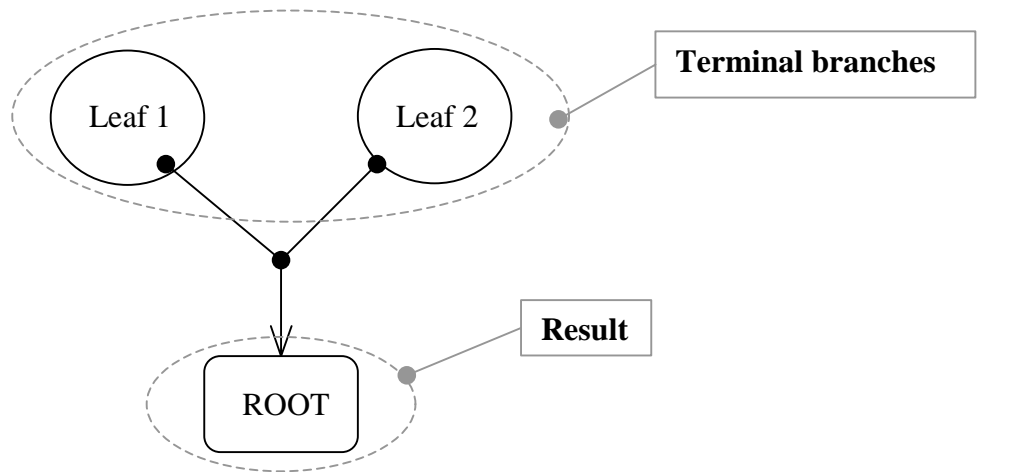 Leaf 1
Leaf 2
Terminal branches
Result
ROOT